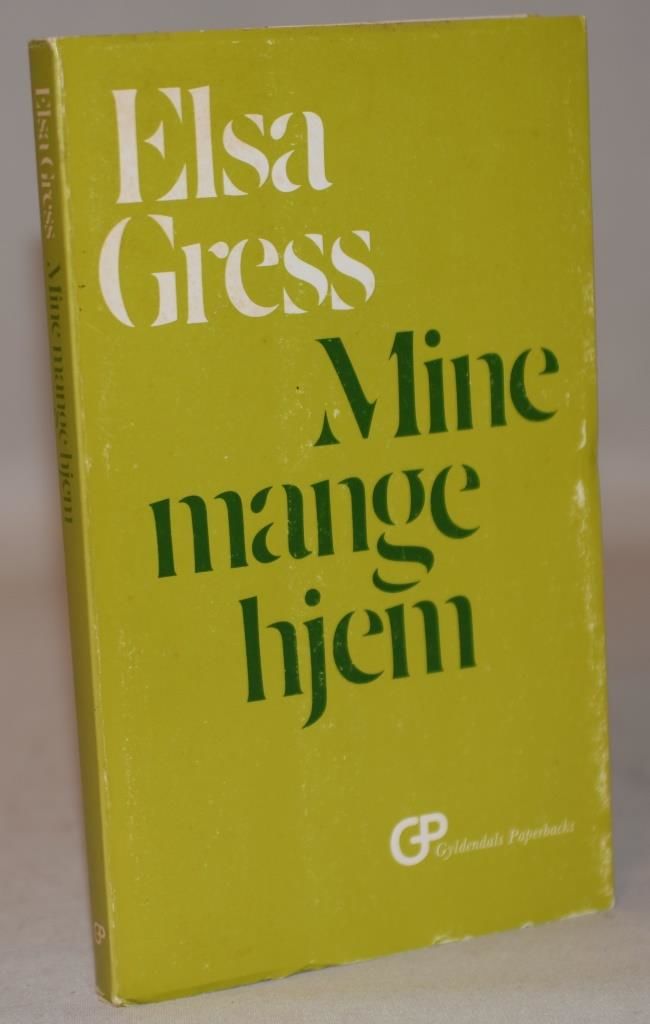 Elsa
Gress
Mine
mange
hjem
GP Gyldendals Paperbacks
Elsa Gress Mine mange hjem
GP